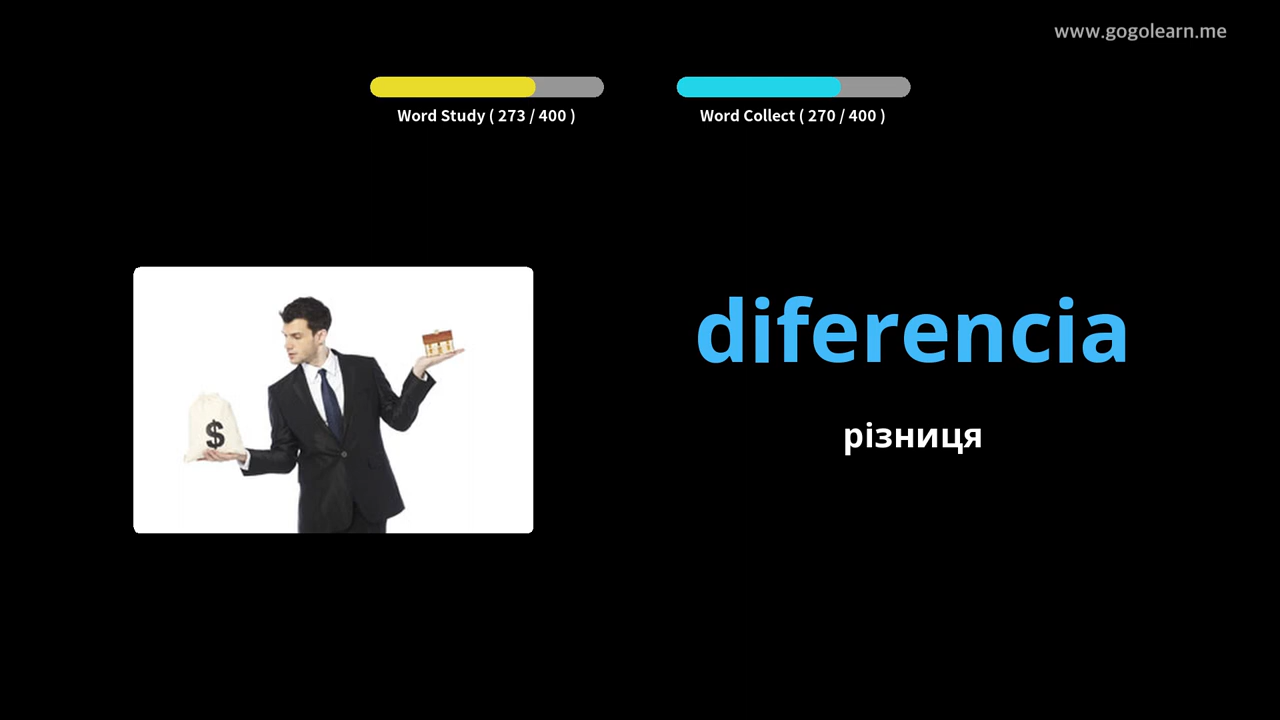 www.gogolearn.me
Word Study ( 273 / 400 )
Word Collect ( 270 / 400 )
diferencia
різниця
$